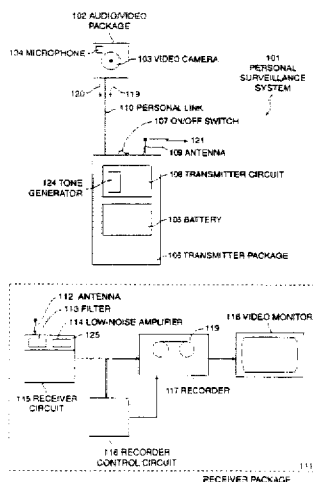 102 AUDIO/VIDEO
PACKAGE
104 MICROPHONE
103 VIDEO CAMERA
101
PERSONAL
SURVEILLANCE
SYSTEM
120
119
110 PERSONAL LINK
107 ON/OFF SWITCH
121
109 ANTENNA
124 TONE
GENERATOR
108 TRANSMITTER CIRCUIT
105 BATTERY
106 TRANSMITTER PACKAGE
112 ANTENNA
113 FILTER
114 LOW-NOISE AMPLIFIER
125
119
118 VIDEO MONITOR
115 RECEIVER
CIRCUIT
117 RECORDER
116 RECORDER
CONTROL CIRCUIT
111
RECEIVER PACKAGE